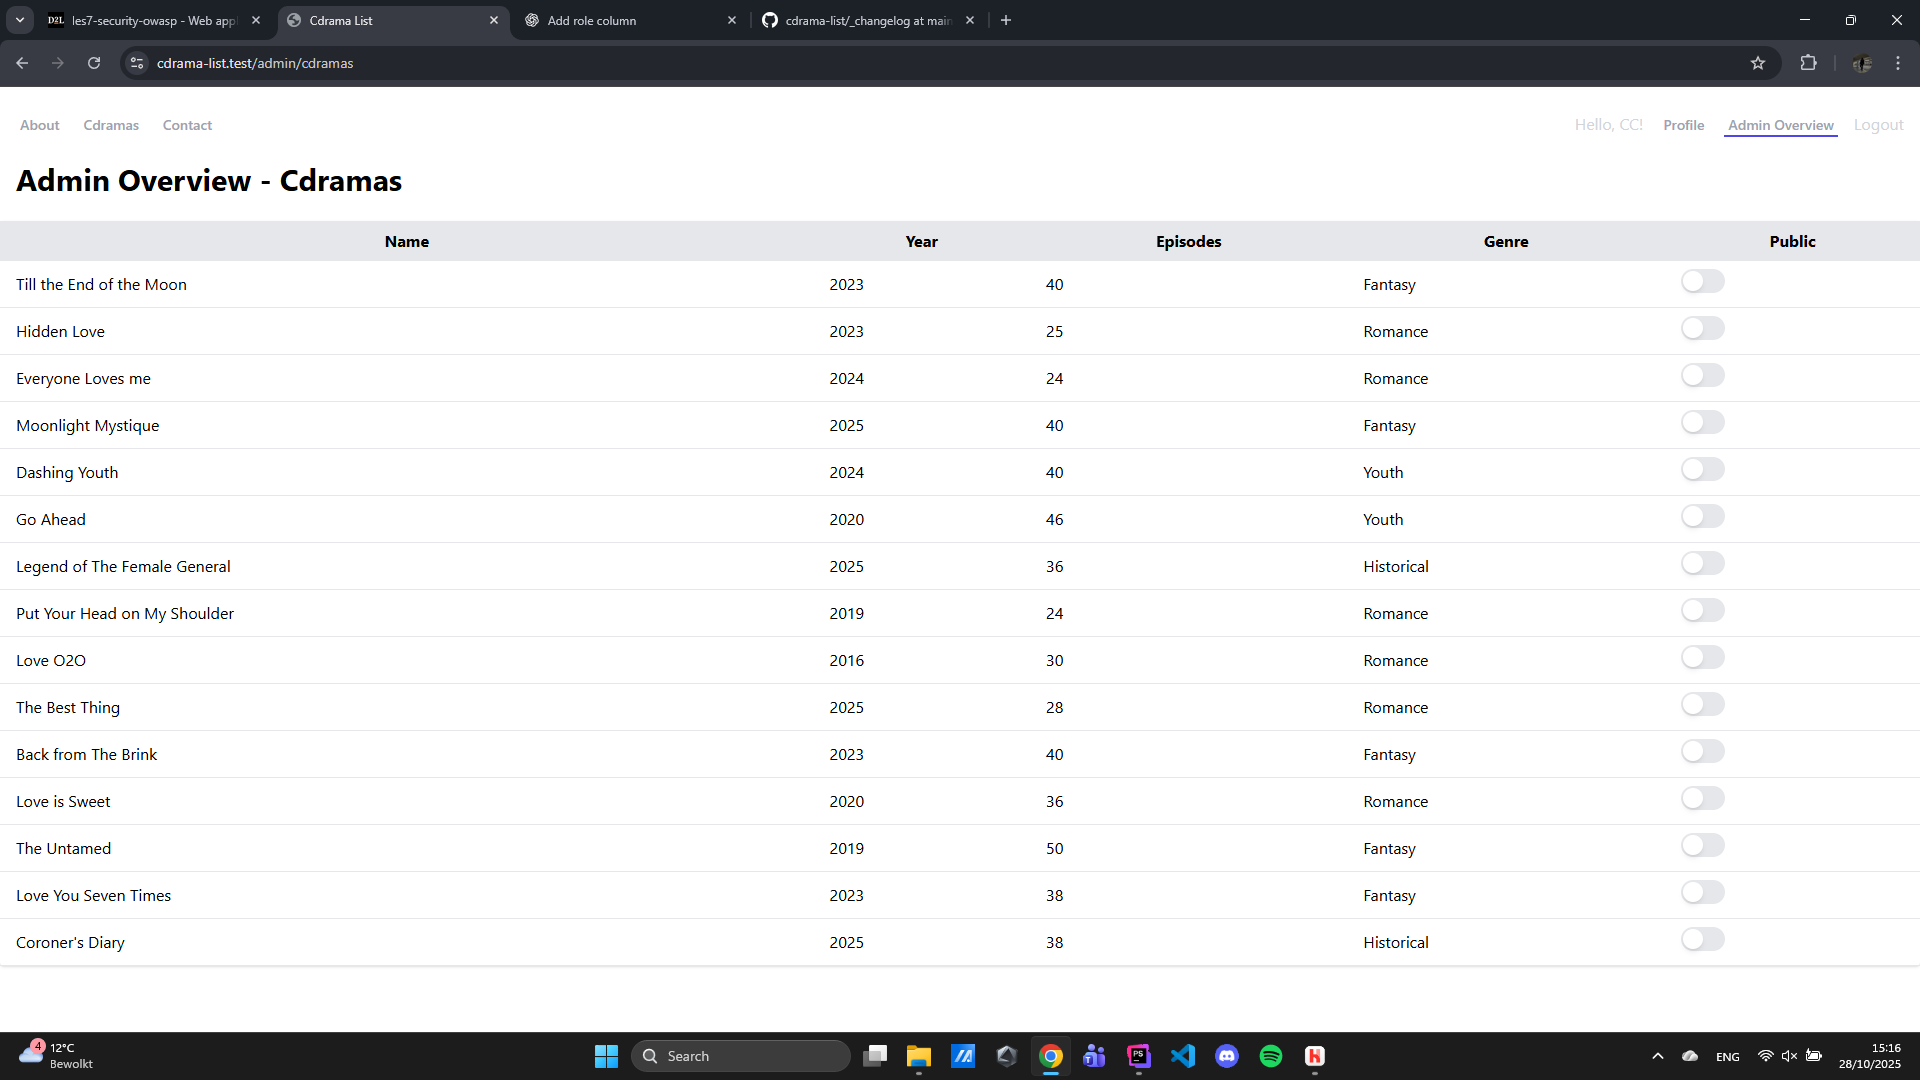 les7-security-owasp - Web appl
Cdrama List
Add role column
cdrama-list/_changelog at main
cdrama-list.test/admin/cdramas
About Cdramas Contact
Hello, CC! Profile Admin Overview Logout
Admin Overview - Cdramas
Name Year Episodes Genre Public
Till the End of the Moon 2023 40 Fantasy
Hidden Love 2023 25 Romance
Everyone Loves me 2024 24 Romance
Moonlight Mystique 2025 40 Fantasy
Dashing Youth 2024 40 Youth
Go Ahead 2020 46 Youth
Legend of The Female General 2025 36 Historical
Put Your Head on My Shoulder 2019 24 Romance
Love O2O 2016 30 Romance
The Best Thing 2025 28 Romance
Back from The Brink 2023 40 Fantasy
Love is Sweet 2020 36 Romance
The Untamed 2019 50 Fantasy
Love You Seven Times 2023 38 Fantasy
Coroner's Diary 2025 38 Historical
4
12°C
Bewolkt
Search
ENG
15:16
28/10/2025